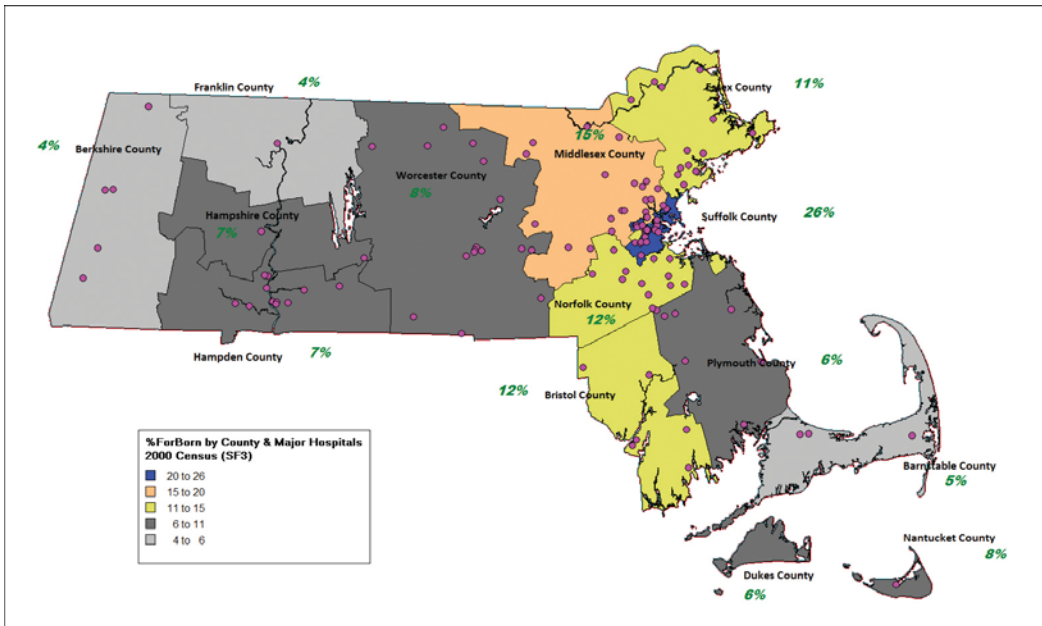 Franklin County
4%
Essex County
11%
4%
Berkshire County
15%
Middlesex County
Worcester County
8%
Hampshire County
7%
Suffolk County
26%
Norfolk County
12%
Hampden County
7%
Plymouth County
6%
12%
Bristol County
%ForBorn by County & Major Hospitals
2000 Census (SF3)
20 to 26
15 to 20
11 to 15
6 to 11
4 to 6
Barnstable County
5%
Nantucket County
8%
Dukes County
6%